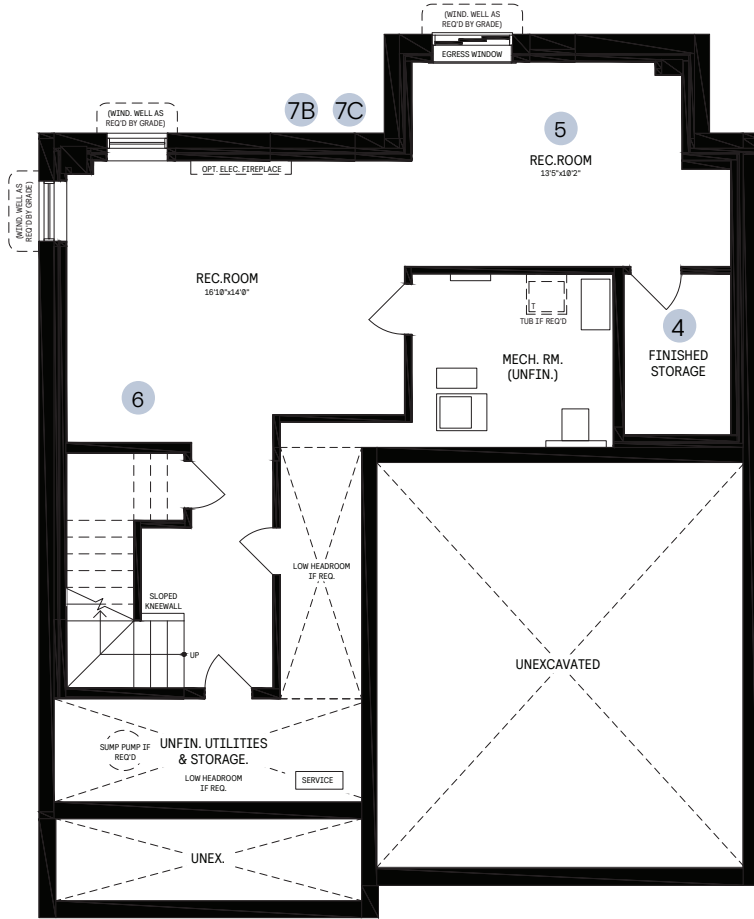 (WIND. WELL AS
REQ'D BY GRADE)
EGRESS WINDOW
(WIND. WELL AS
REQ'D BY GRADE)
7B
7C
5
REC.ROOM
13'5"x10'2"
OPT. ELEC. FIREPLACE
(WIND. WELL AS
REQ'D BY GRADE)
REC.ROOM
16'10"x14'0"
T
TUB IF REQ'D
4
FINISHED
STORAGE
MECH. RM.
(UNFIN.)
6
LOW HEADROOM
IF REQ.
SLOPED
KNEEWALL
UP
UNEXCAVATED
SUMP PUMP IF
REQ'D
UNFIN. UTILITIES
& STORAGE.
LOW HEADROOM
IF REQ.
SERVICE
UNEX.